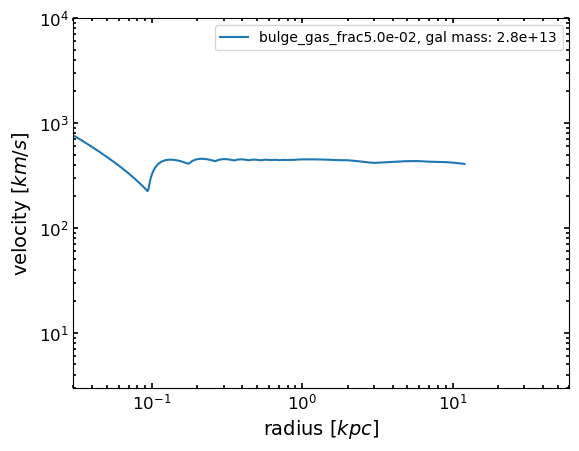 bulge_gas_frac5.0e-02, gal mass: 2.8e+13
velocity [km/s]
10^4
10^3
10^2
10^1
10^-1
10^0
10^1
radius [kpc]